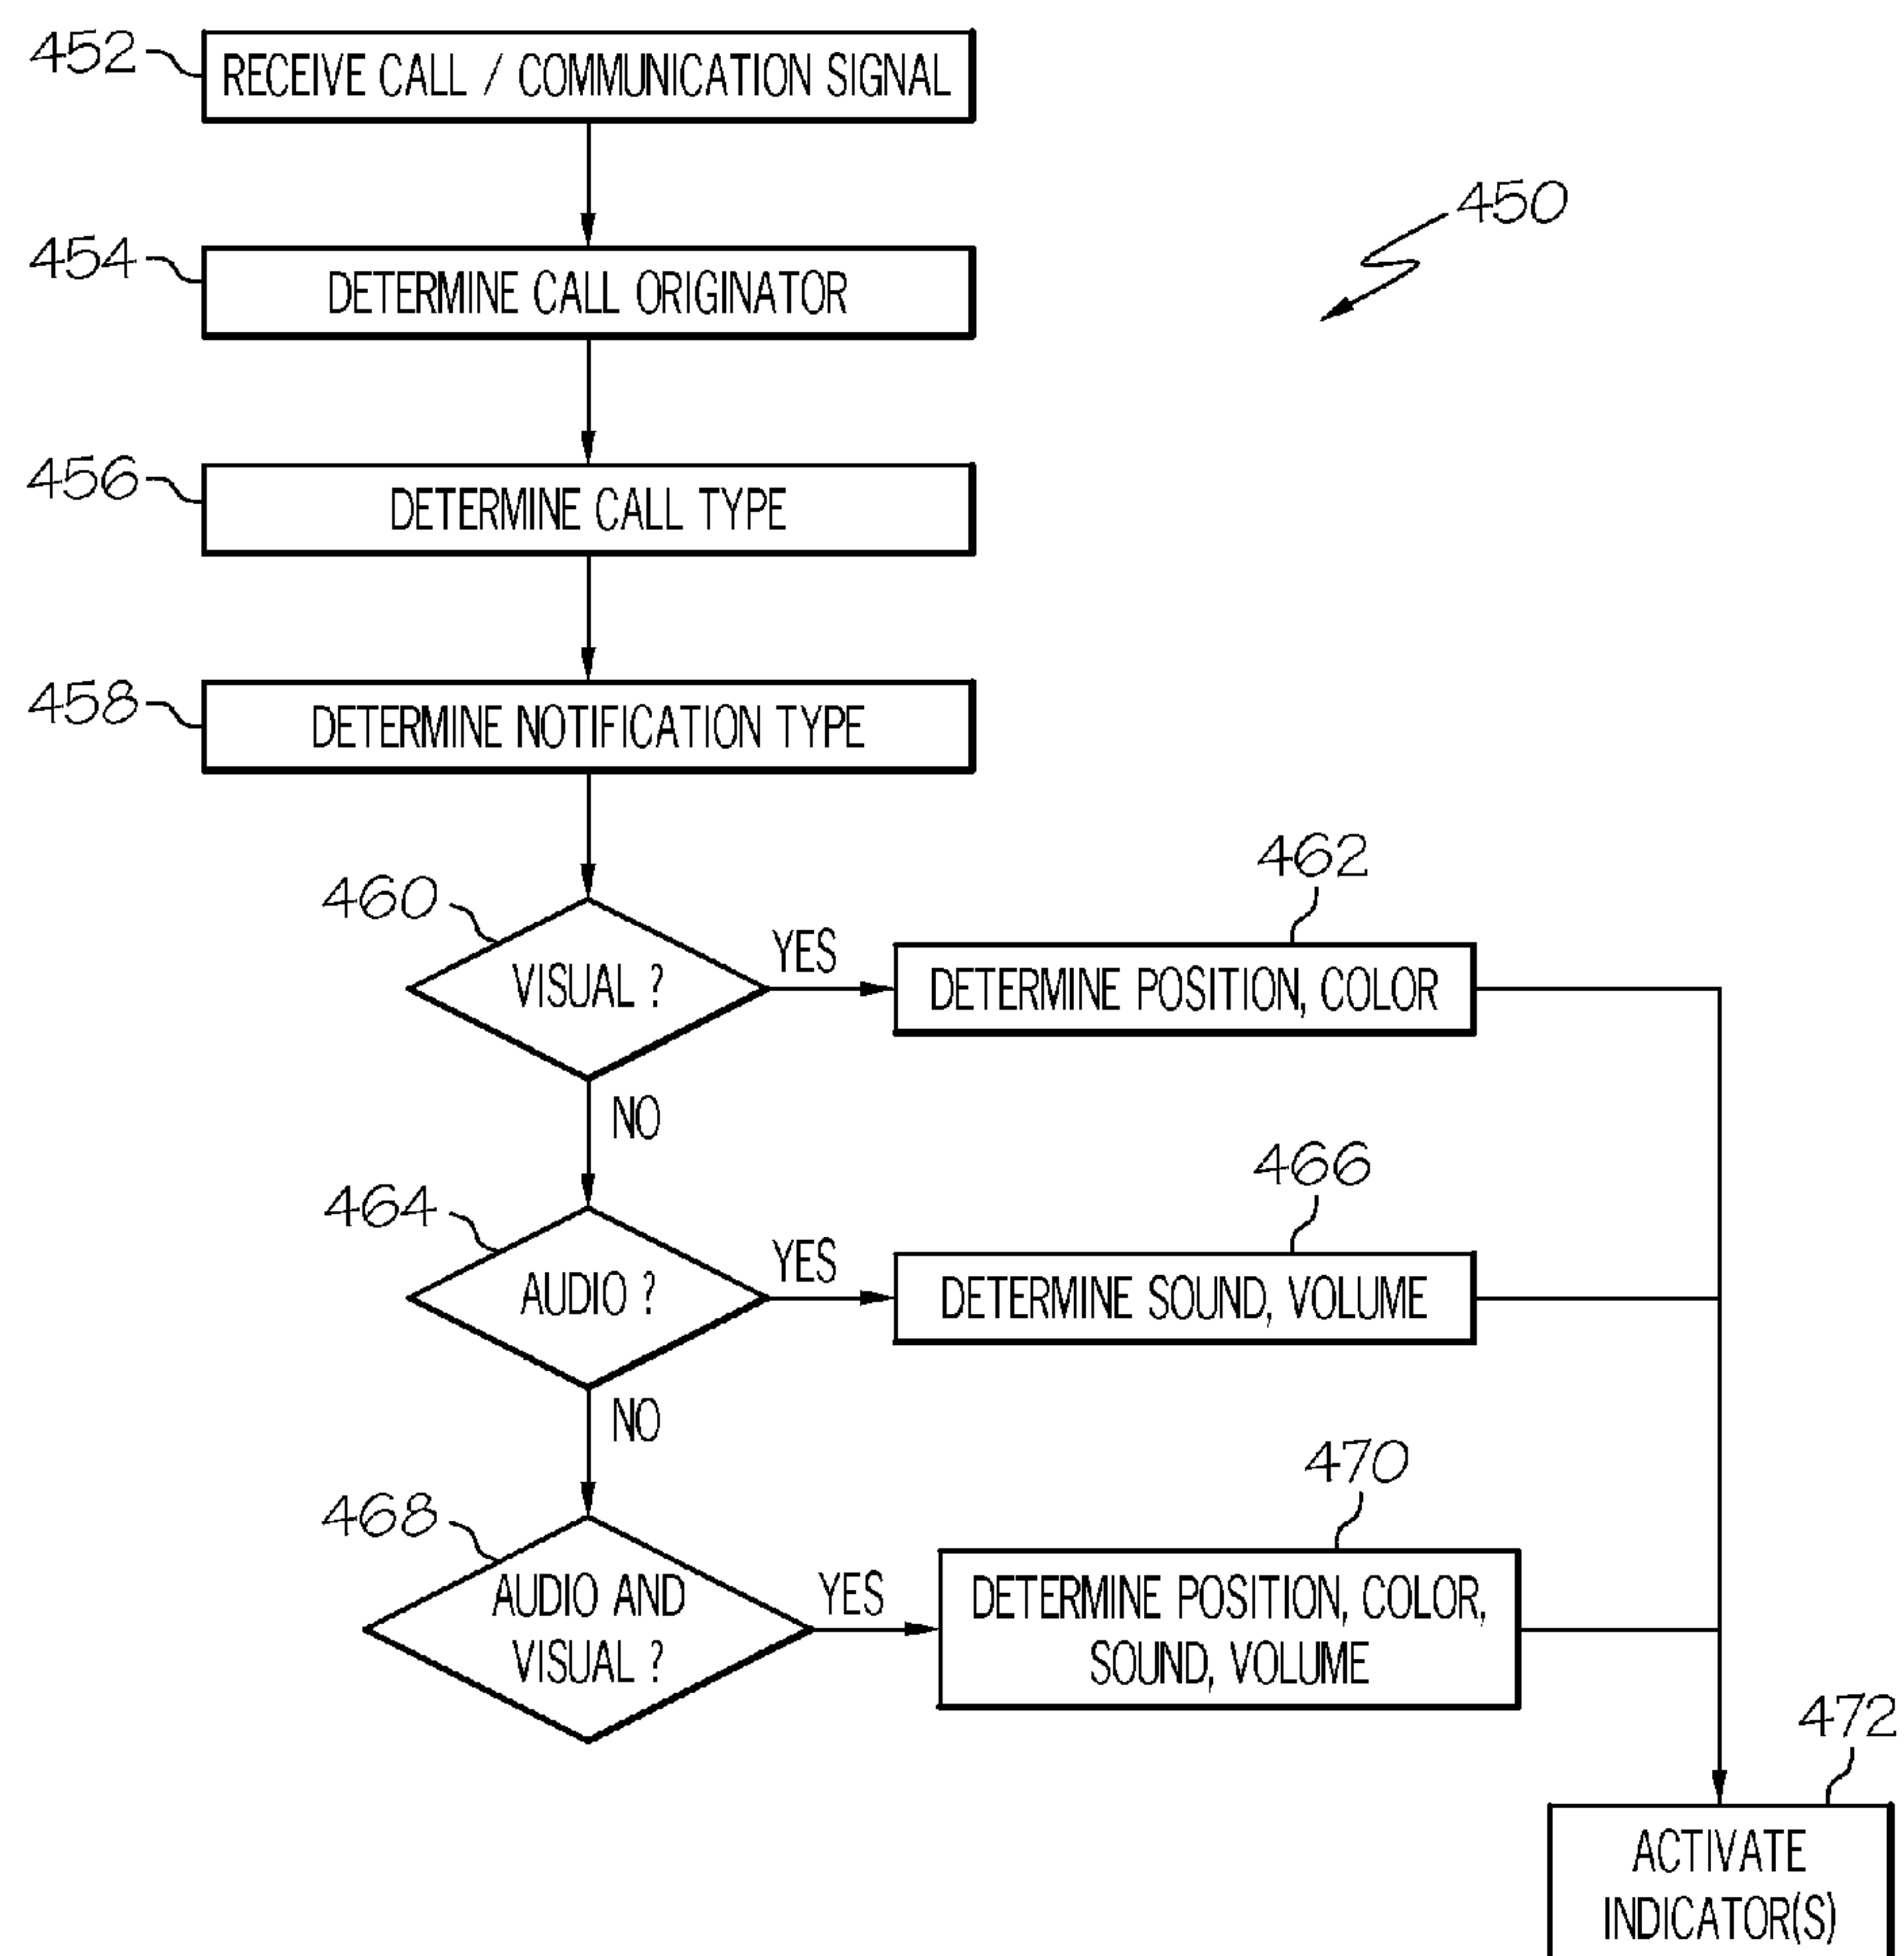 452
RECEIVE CALL / COMMUNICATION SIGNAL
450
454
DETERMINE CALL ORIGINATOR
456
DETERMINE CALL TYPE
458
DETERMINE NOTIFICATION TYPE
460
VISUAL ?
YES
462
DETERMINE POSITION, COLOR
NO
464
AUDIO ?
YES
466
DETERMINE SOUND, VOLUME
NO
468
AUDIO AND
VISUAL ?
YES
470
DETERMINE POSITION, COLOR,
SOUND, VOLUME
472
ACTIVATE
INDICATOR(S)